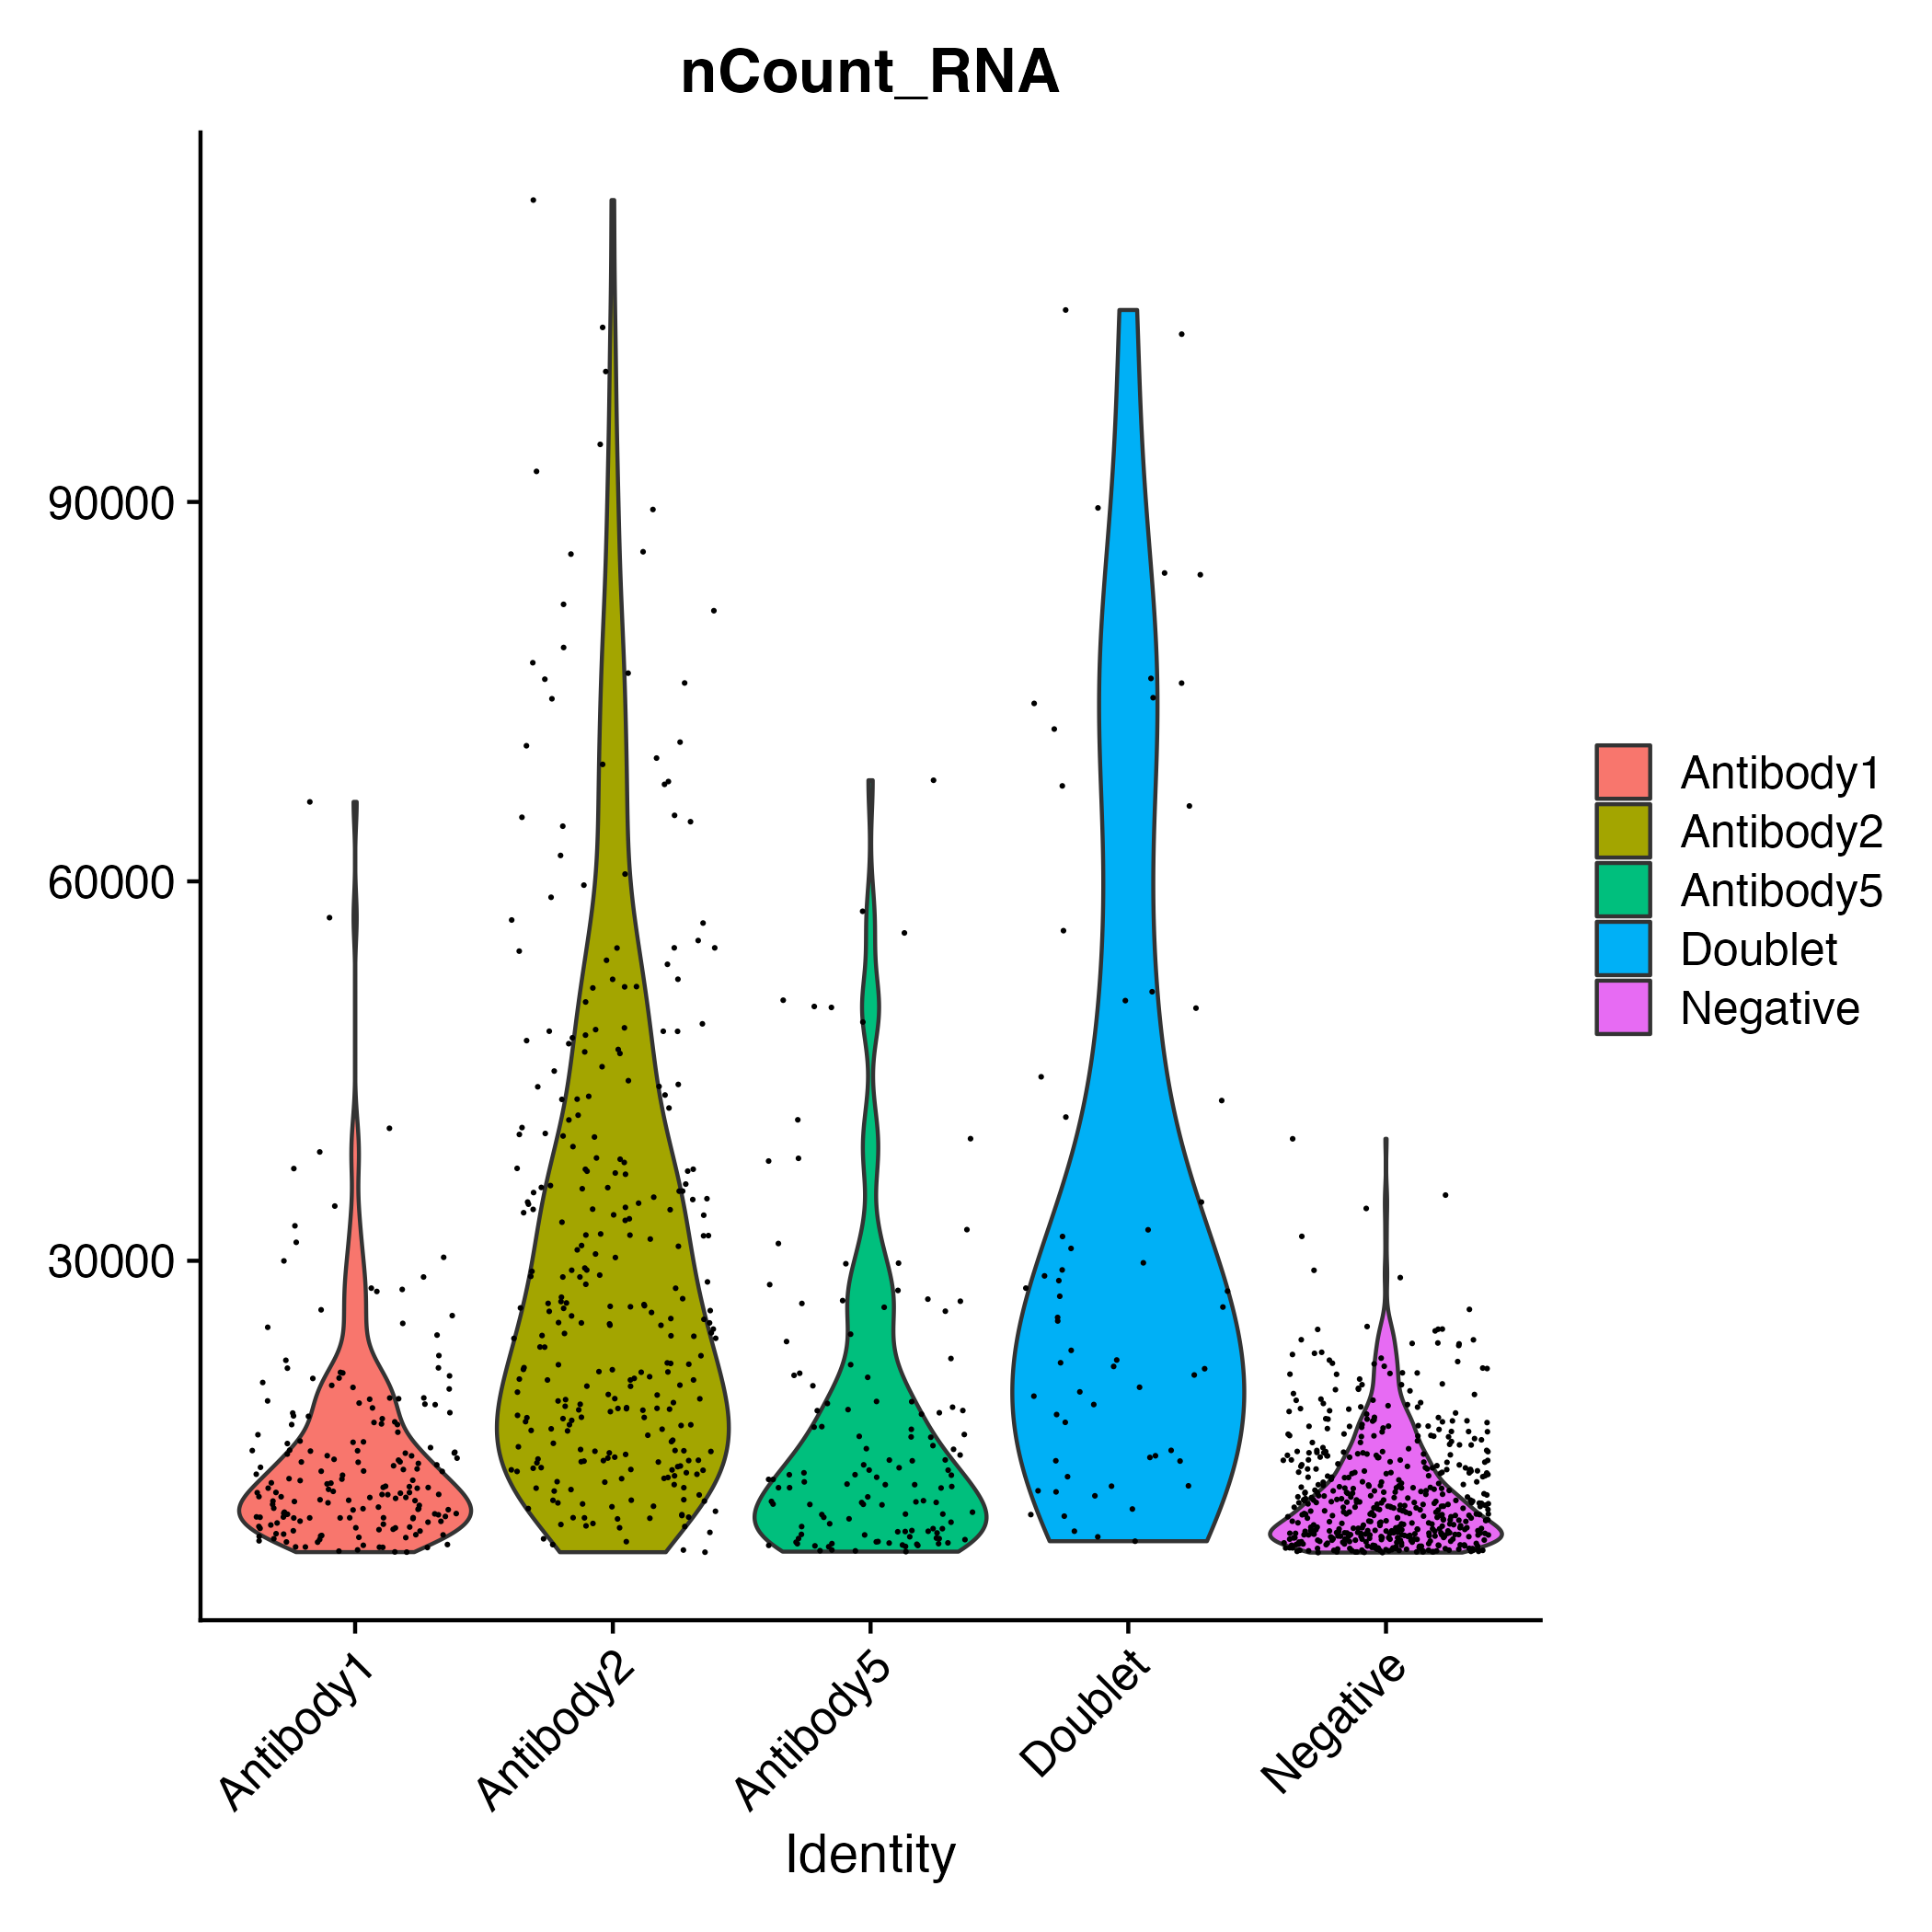 nCount_RNA
90000
60000
30000
Antibody1
Antibody2
Antibody5
Doublet
Negative
Identity
Antibody1
Antibody2
Antibody5
Doublet
Negative